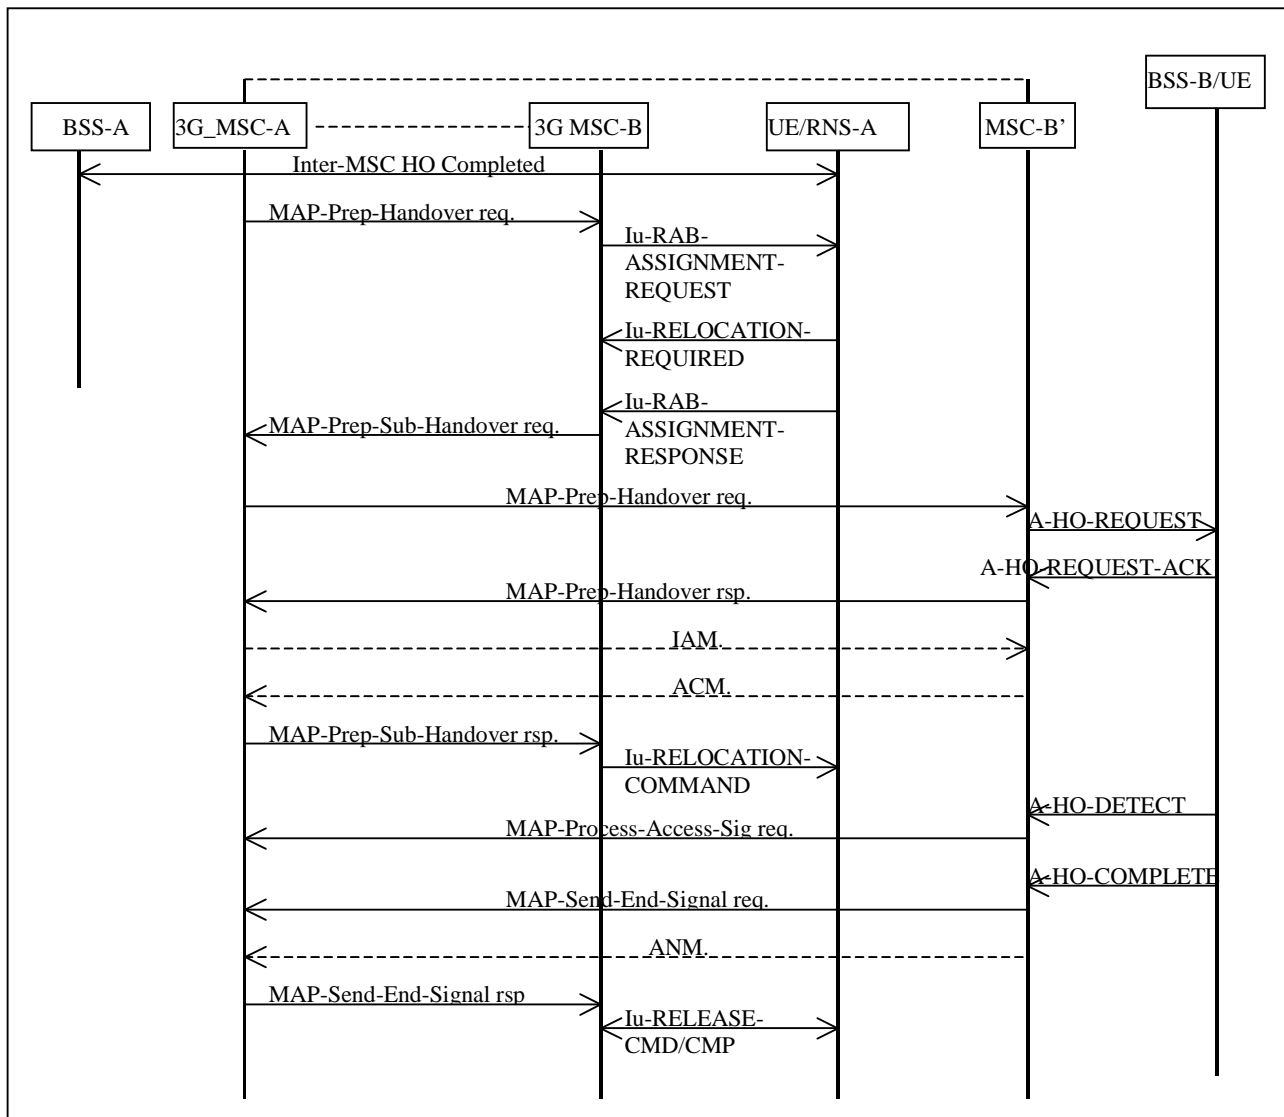 BSS-B/UE
BSS-A
3G_MSC-A
3G MSC-B
UE/RNS-A
MSC-B’
Inter-MSC HO Completed
MAP-Prep-Handover req.
Iu-RAB-
ASSIGNMENT-
REQUEST
Iu-RELOCATION-
REQUIRED
Iu-RAB-
ASSIGNMENT-
RESPONSE
MAP-Prep-Sub-Handover req.
MAP-Prep-Handover req.
A-HO-REQUEST
A-HO-REQUEST-ACK
MAP-Prep-Handover rsp.
IAM.
ACM.
MAP-Prep-Sub-Handover rsp.
Iu-RELOCATION-
COMMAND
A-HO-DETECT
MAP-Process-Access-Sig req.
A-HO-COMPLETE
MAP-Send-End-Signal req.
ANM.
MAP-Send-End-Signal rsp
Iu-RELEASE-
CMD/CMP